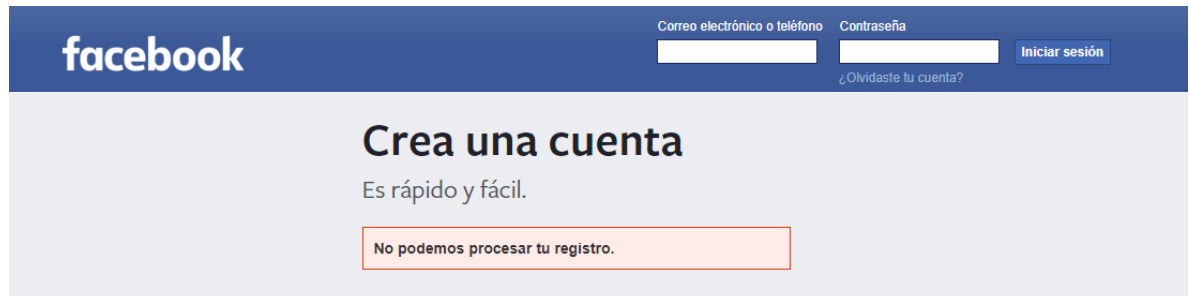 facebook
Correo electrónico o teléfono
Contraseña
Iniciar sesión
¿Olvidaste tu cuenta?
Crea una cuenta
Es rápido y fácil.
No podemos procesar tu registro.